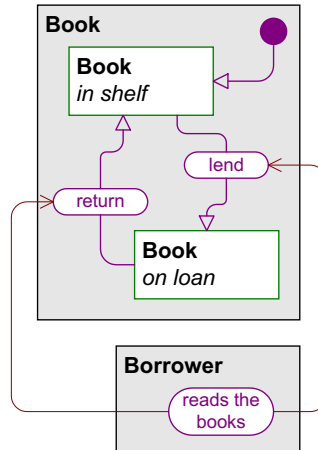 Book
Book
in shelf
lend
return
Book
on loan
Borrower
reads the
books